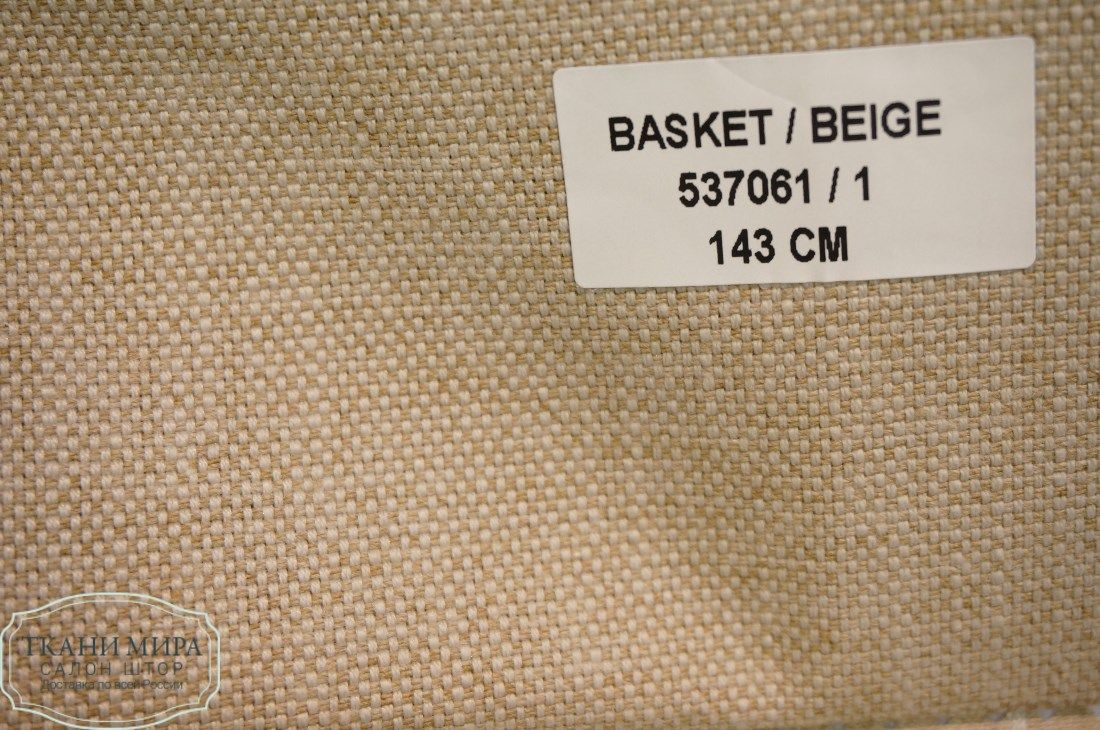 BASKET / BEIGE
537061 / 1
143 CM
ТКАНИ МИРА
САЛОН ШТОР
Доставка по всей России